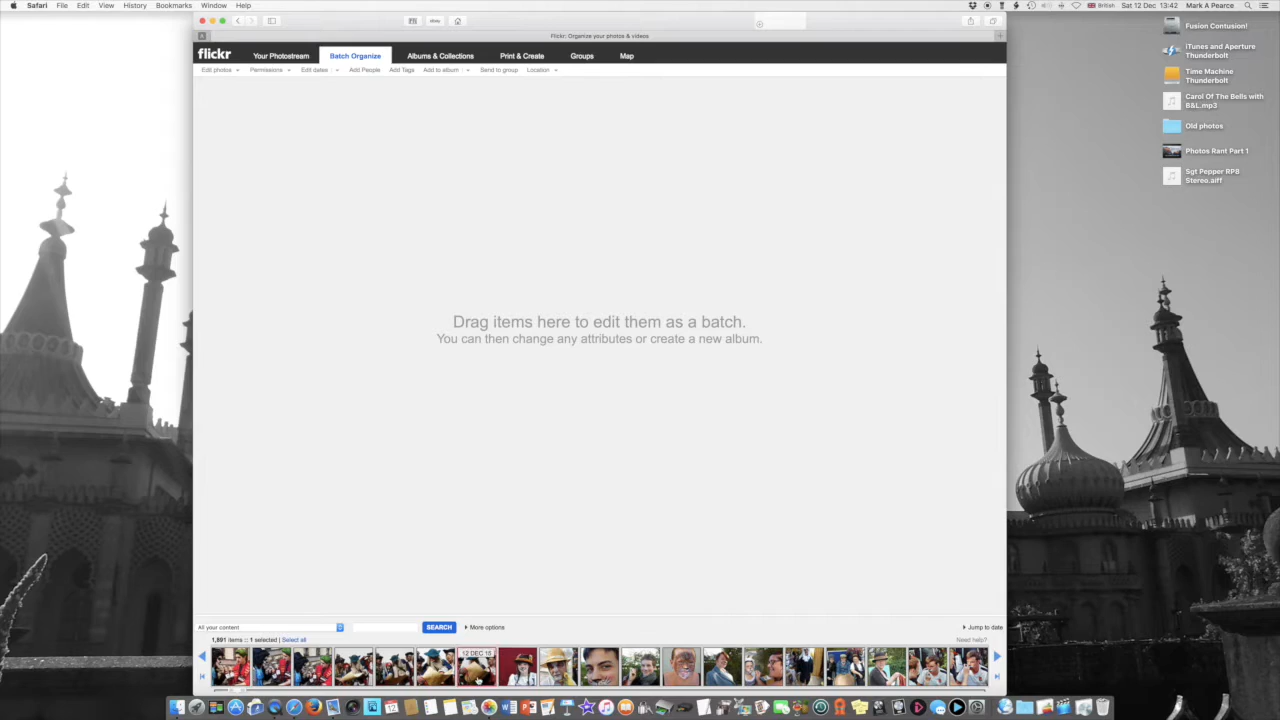 Safari File Edit View History Bookmarks Window Help
British Sat 12 Dec 13:42 Mark A Pearce
Flickr: Organize your photos & videos
flickr Your Photostream Batch Organize Albums & Collections Print & Create Groups Map
Edit photos Permissions Edit dates Add People Add Tags Add to album Send to group Location
Fusion Contusion!
iTunes and Aperture
Thunderbolt
Time Machine
Thunderbolt
Carol Of The Bells with
B&L.mp3
Old photos
Photos Rant Part 1
Sgt Pepper RP8
Stereo.aiff
Drag items here to edit them as a batch.
You can then change any attributes or create a new album.
All your content SEARCH More options Jump to date
1,891 items :: 1 selected | Select all Need help?
12 DEC 15